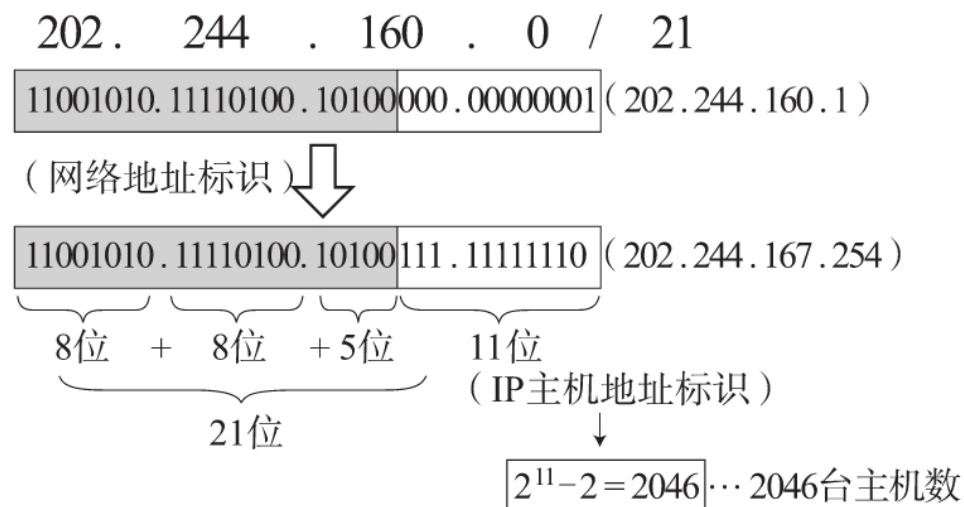 202. 244 . 160 . 0 / 21
11001010.11110100.10100000.00000001(202.244.160.1)
(网络地址标识)
11001010.11110100.10100111.11111110(202.244.167.254)
8位 + 8位 +5位 11位
(IP主机地址标识)
21位
2¹¹-2=2046… 2046台主机数